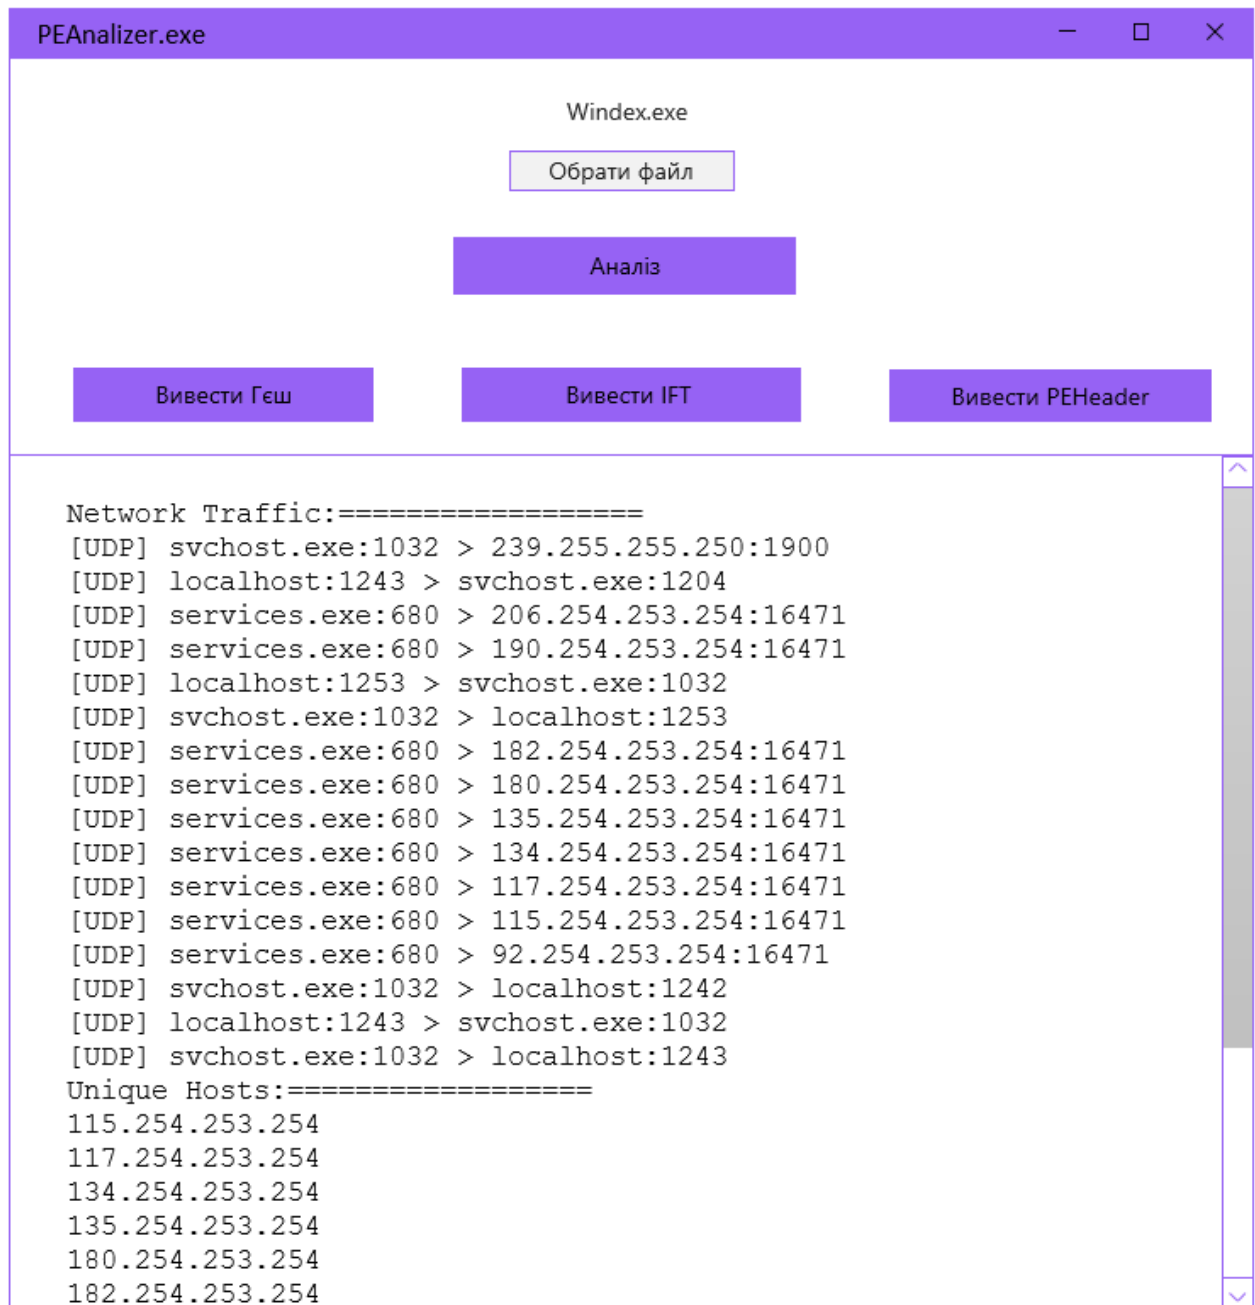 PEAnalizer.exe
Windex.exe
Обрати файл
Аналіз
Вивести Гєш
Вивести IFT
Вивести PEHeader
Network Traffic:==================
[UDP] svchost.exe:1032 > 239.255.255.250:1900
[UDP] localhost:1243 > svchost.exe:1204
[UDP] services.exe:680 > 206.254.253.254:16471
[UDP] services.exe:680 > 190.254.253.254:16471
[UDP] localhost:1253 > svchost.exe:1032
[UDP] svchost.exe:1032 > localhost:1253
[UDP] services.exe:680 > 182.254.253.254:16471
[UDP] services.exe:680 > 180.254.253.254:16471
[UDP] services.exe:680 > 135.254.253.254:16471
[UDP] services.exe:680 > 134.254.253.254:16471
[UDP] services.exe:680 > 117.254.253.254:16471
[UDP] services.exe:680 > 115.254.253.254:16471
[UDP] services.exe:680 > 92.254.253.254:16471
[UDP] svchost.exe:1032 > localhost:1242
[UDP] localhost:1243 > svchost.exe:1032
[UDP] svchost.exe:1032 > localhost:1243
Unique Hosts:==================
115.254.253.254
117.254.253.254
134.254.253.254
135.254.253.254
180.254.253.254
182.254.253.254